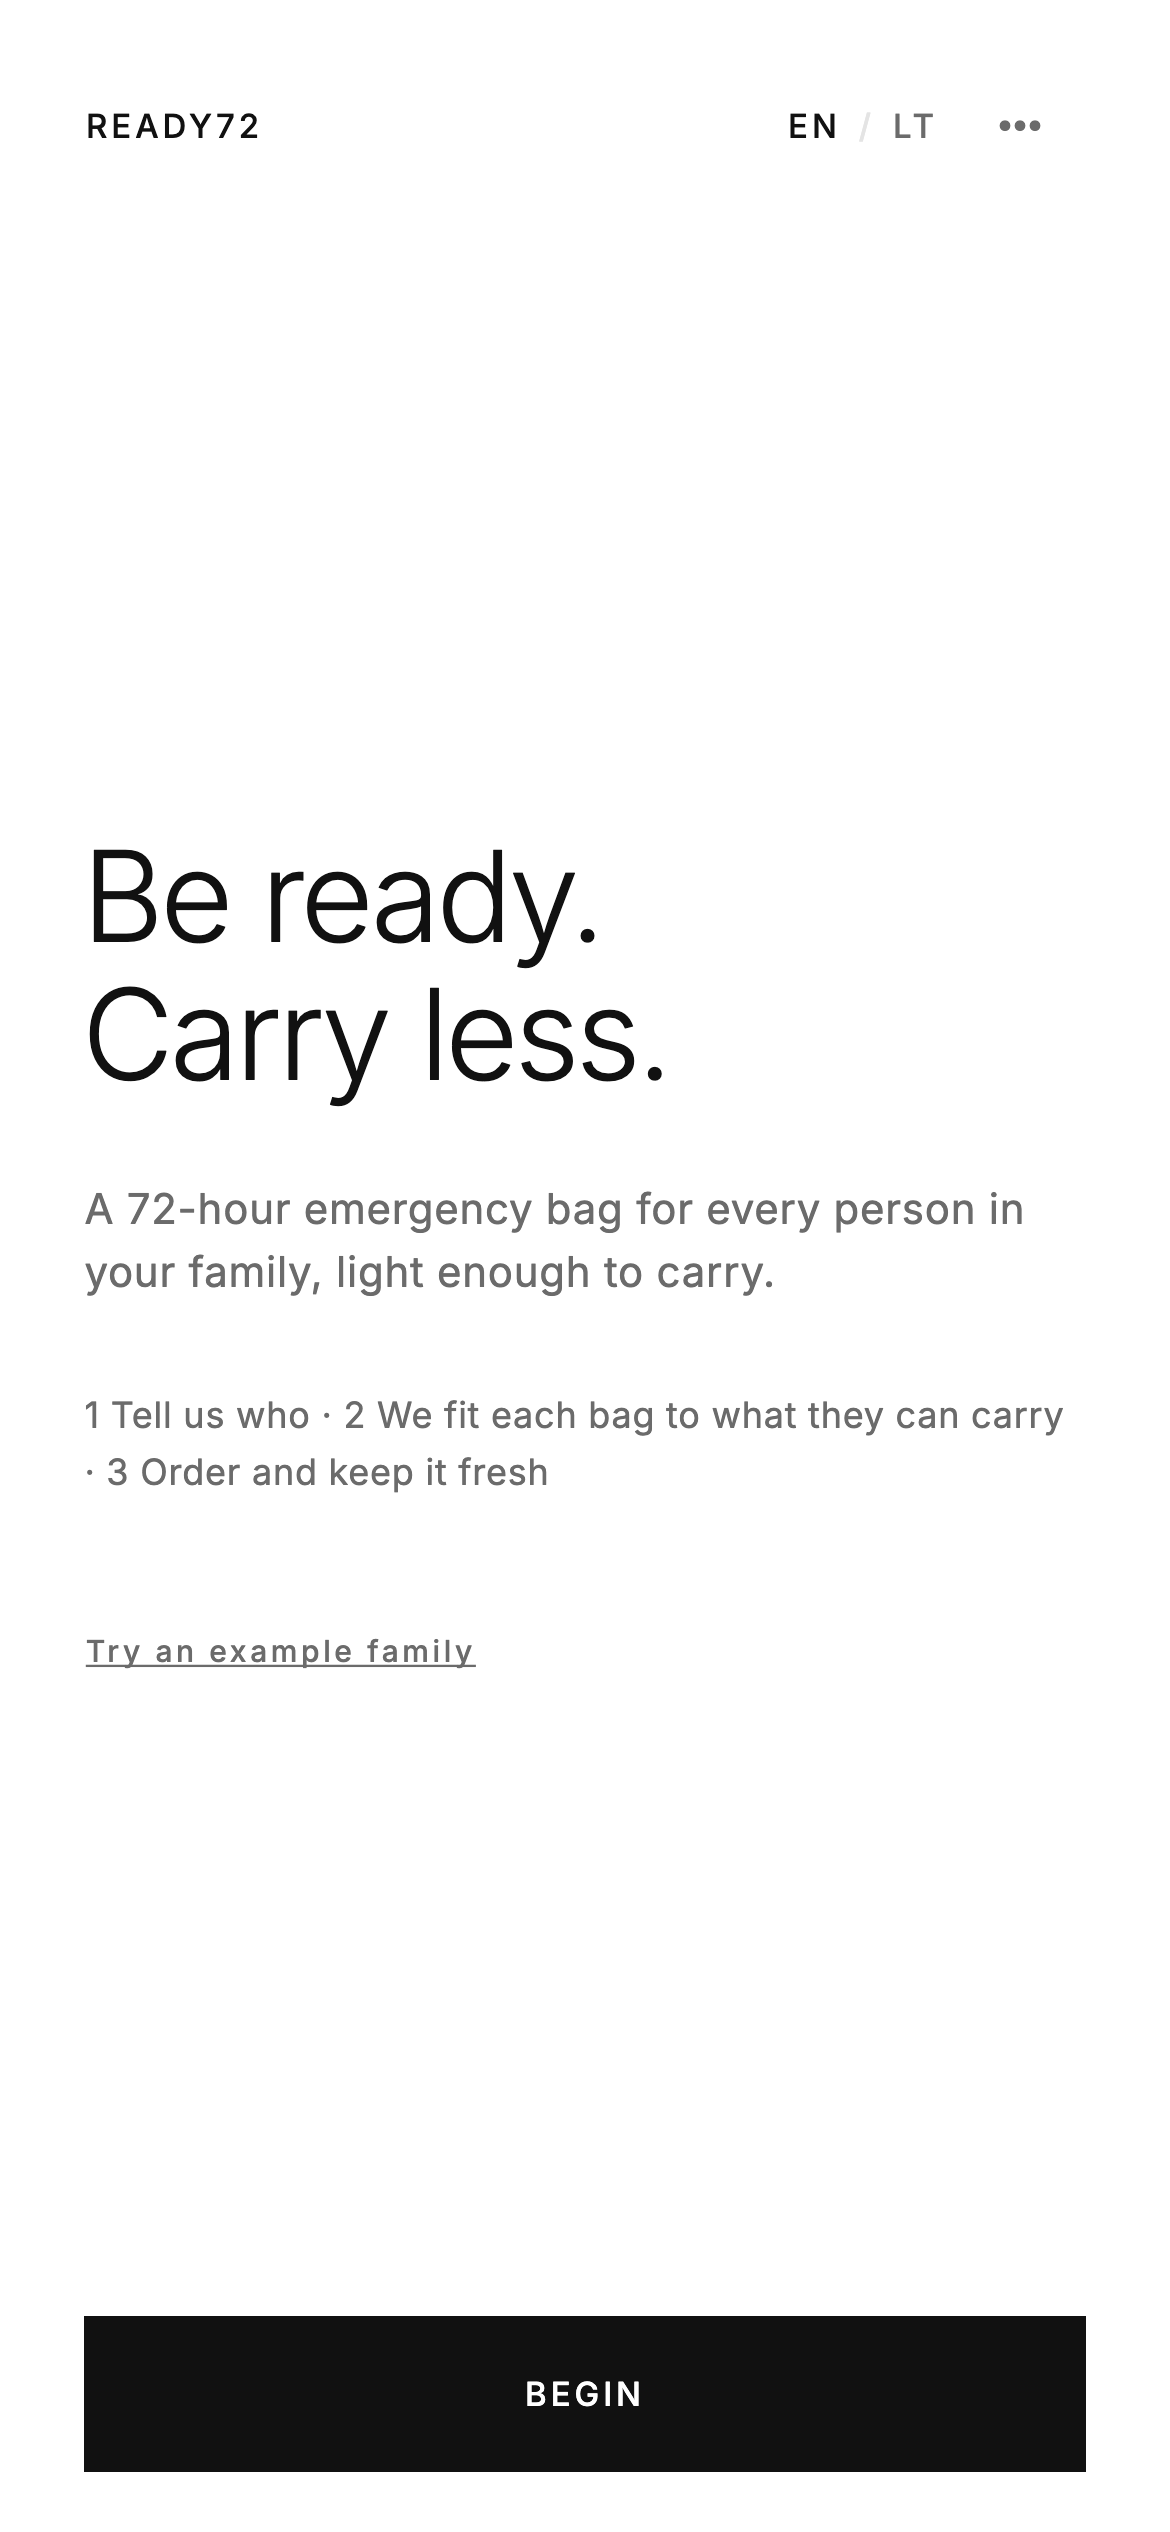 READY72
EN / LT •••
Be ready.
Carry less.
A 72-hour emergency bag for every person in
your family, light enough to carry.
1 Tell us who · 2 We fit each bag to what they can carry
· 3 Order and keep it fresh
Try an example family
BEGIN